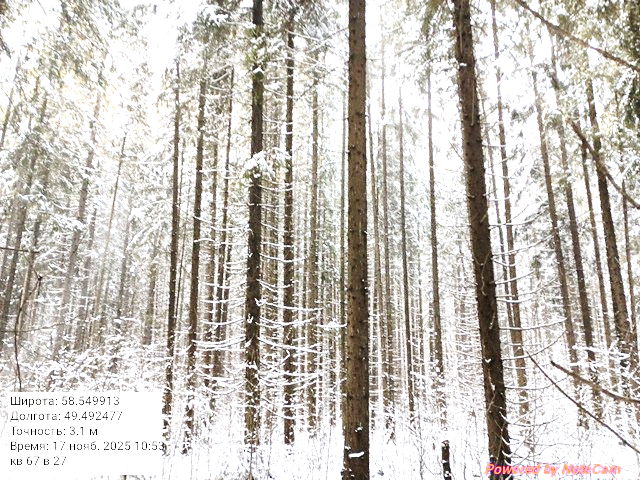 Широта: 58.549913
Долгота: 49.492477
Точность: 3.1 м
Время: 17 нояб. 2025 10:53
кв 67 в 27
Powered by NoteCam